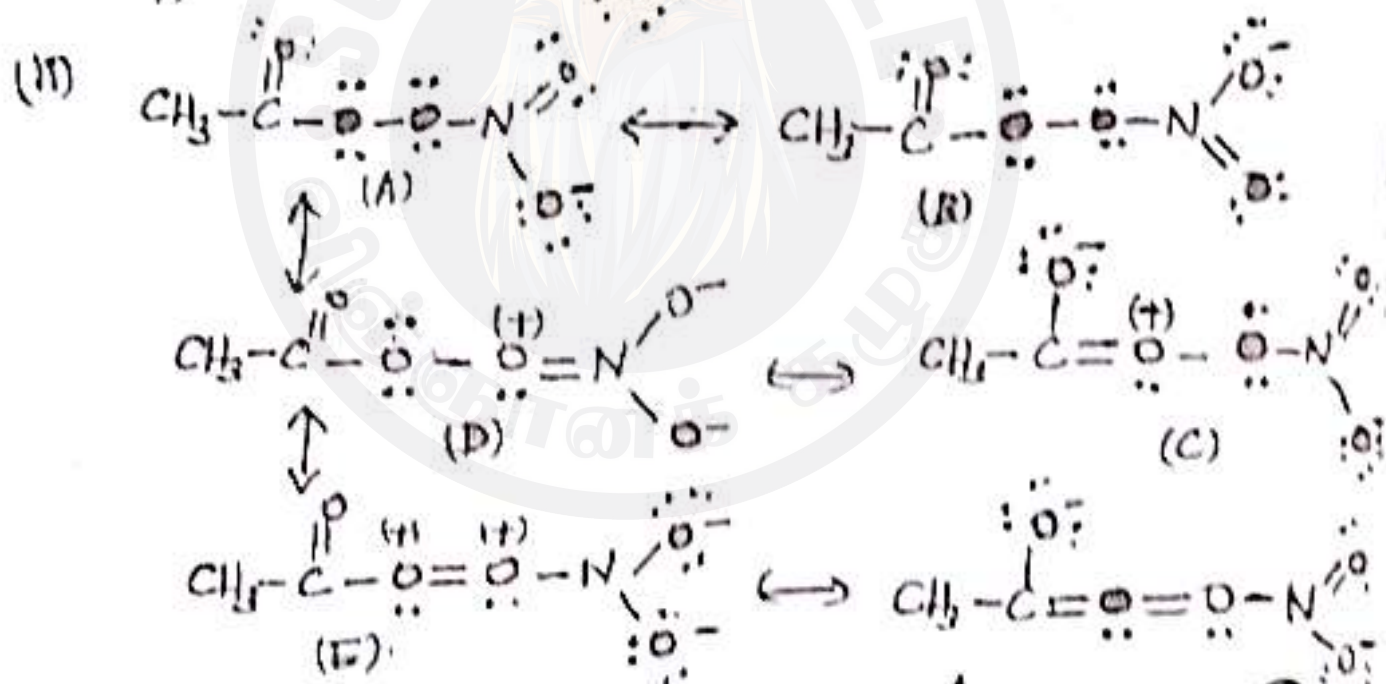 (ii)
:O: :O:
CH3-C-O-O-N=O ⟷ CH3-C-O-O-N-O⁻
(A) O⁻ (B) O
O O⁻ (+) O⁻
CH3-C-O-O=N ⟷ CH3-C=O-O-N=O
(+) O⁻
(D) (C) O
O (+) (+) O⁻ O⁻
CH3-C-O=O-N ⟷ CH3-C=O=O-N=O
(E). O⁻ O⁻